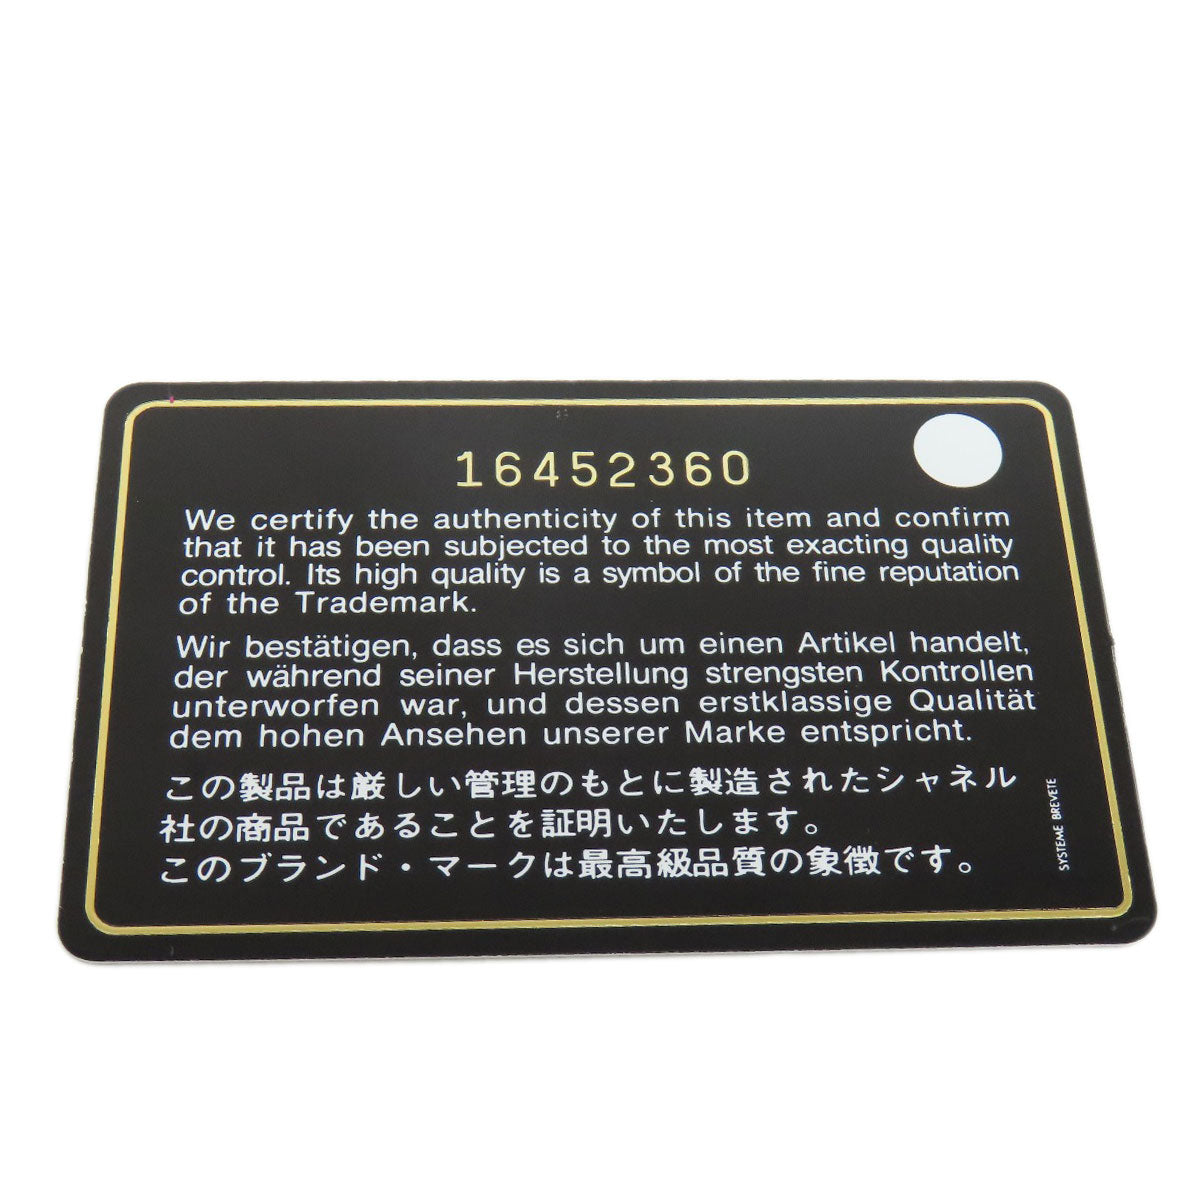 16452360
We certify the authenticity of this item and confirm
that it has been subjected to the most exacting quality
control. Its high quality is a symbol of the fine reputation
of the Trademark.
Wir bestätigen, dass es sich um einen Artikel handelt,
der während seiner Herstellung strengsten Kontrollen
unterworfen war, und dessen erstklassige Qualität
dem hohen Ansehen unserer Marke entspricht.
この製品は厳しい管理のもとに製造されたシャネル
社の商品であることを証明いたします。
このブランド・マークは最高級品質の象徴です。
SYSTEME BREVETE